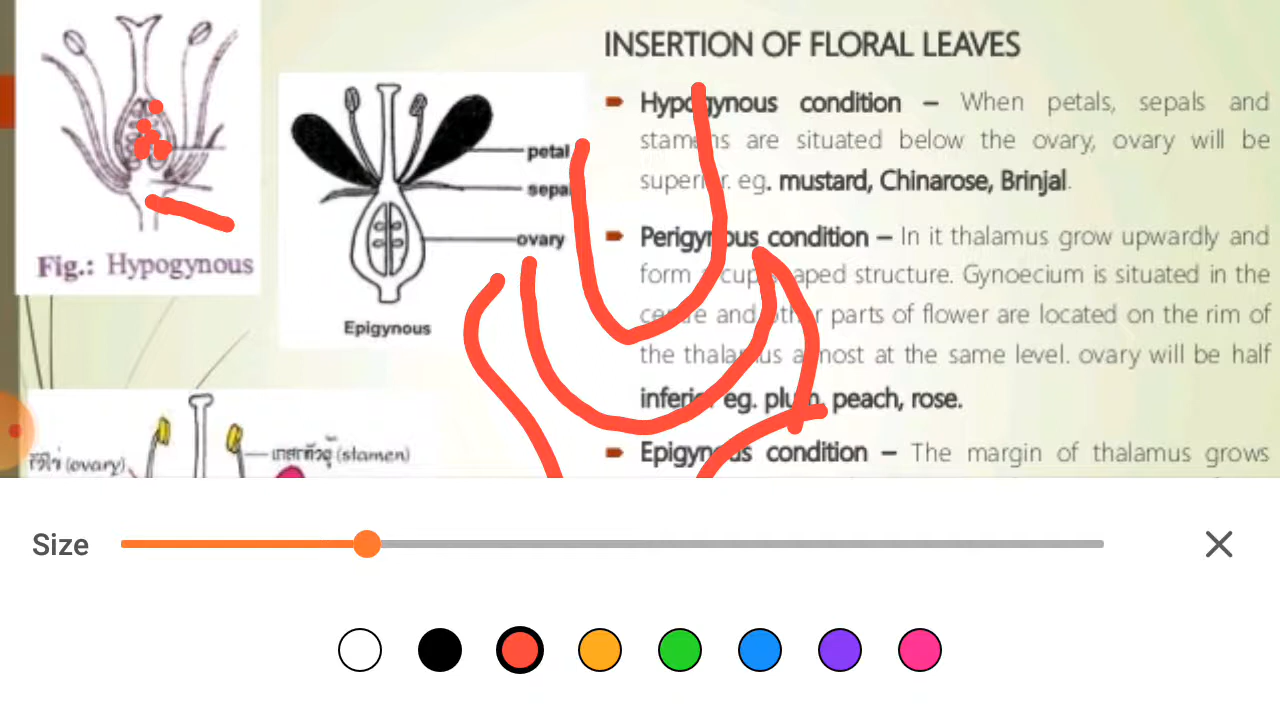 INSERTION OF FLORAL LEAVES
Hypogynous condition – When petals, sepals and
stamens are situated below the ovary, ovary will be
superior. eg. mustard, Chinarose, Brinjal.
Perigynous condition – In it thalamus grow upwardly and
form a cup shaped structure. Gynoecium is situated in the
centre and other parts of flower are located on the rim of
the thalamus almost at the same level. ovary will be half
inferior eg. plum, peach, rose.
Epigynous condition – The margin of thalamus grows
Fig.: Hypogynous
petal
sepal
ovary
Epigynous
รังไข่ (ovary)
(stamen)
Size